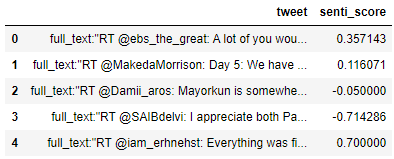 tweet senti_score
0 full_text:"RT @ebs_the_great: A lot of you wou... 0.357143
1 full_text:"RT @MakedaMorrison: Day 5: We have ... 0.116071
2 full_text:"RT @Damii_aros: Mayorkun is somewhe... -0.050000
3 full_text:"RT @SAIBdelvi: I appreciate both Pa... -0.714286
4 full_text:"RT @iam_erhnehst: Everything was fi... 0.700000